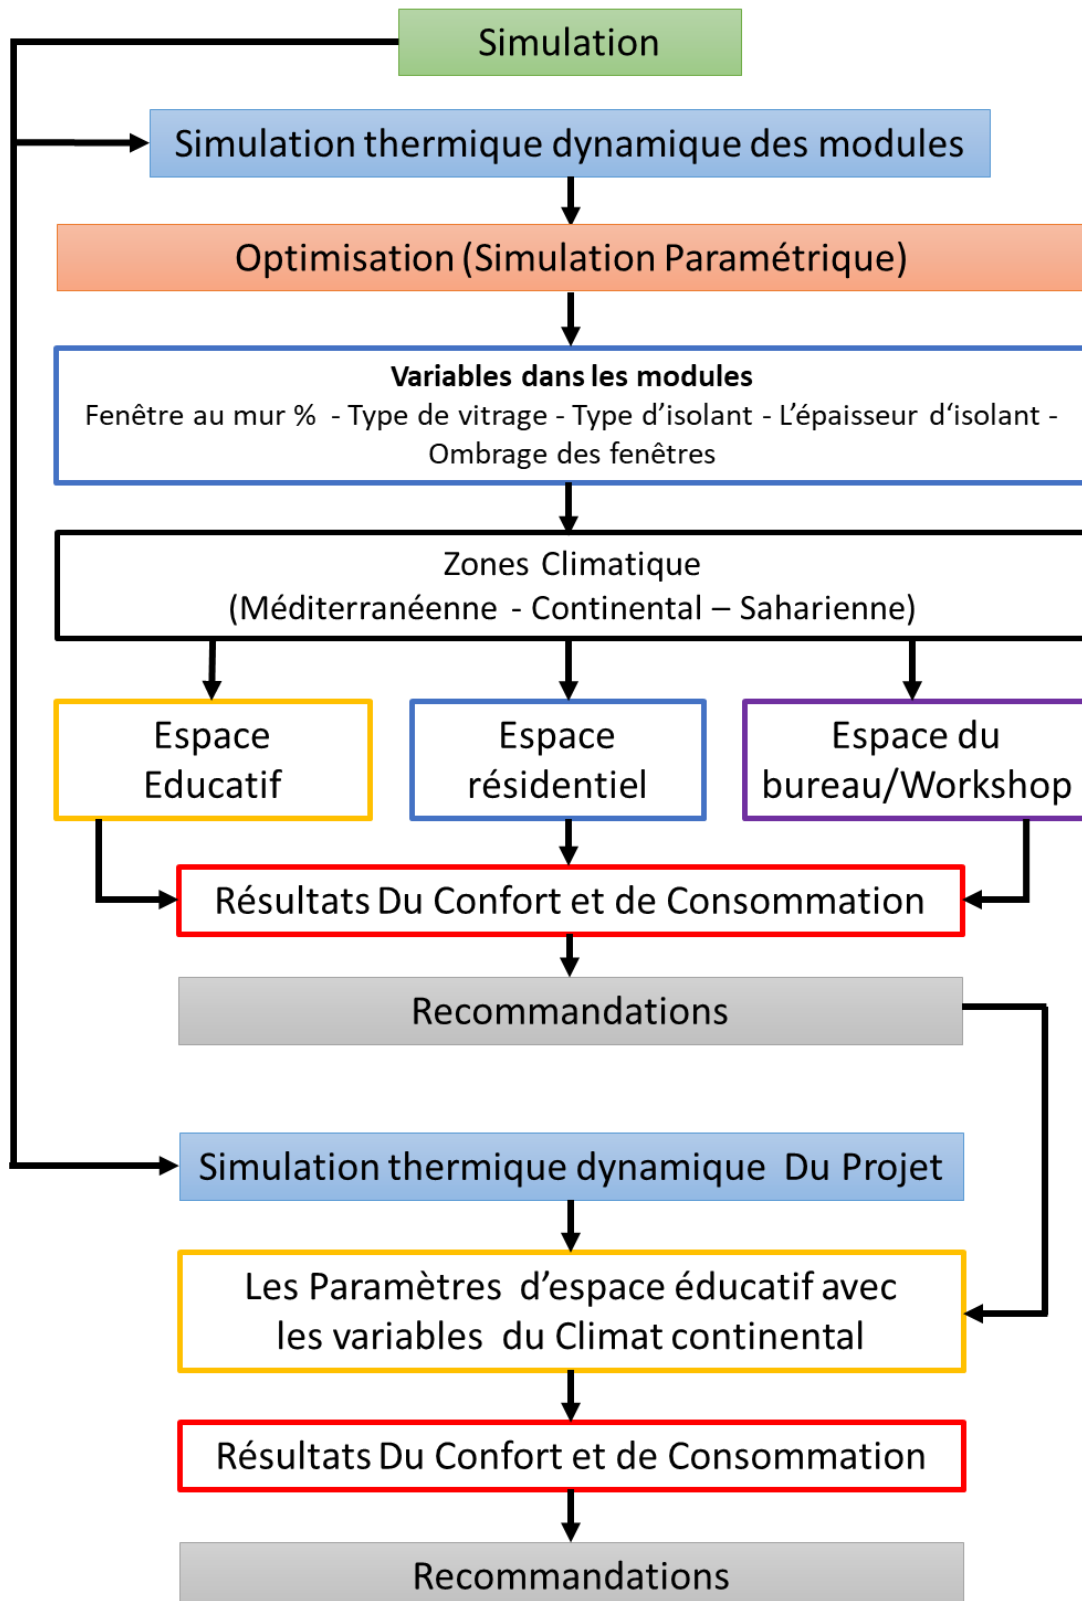 Simulation
Simulation thermique dynamique des modules
Optimisation (Simulation Paramétrique)
Variables dans les modules
Fenêtre au mur % - Type de vitrage - Type d’isolant - L’épaisseur d‘isolant -
Ombrage des fenêtres
Zones Climatique
(Méditerranéenne - Continental – Saharienne)
Espace
Educatif
Espace
résidentiel
Espace du
bureau/Workshop
Résultats Du Confort et de Consommation
Recommandations
Simulation thermique dynamique Du Projet
Les Paramètres d’espace éducatif avec
les variables du Climat continental
Résultats Du Confort et de Consommation
Recommandations